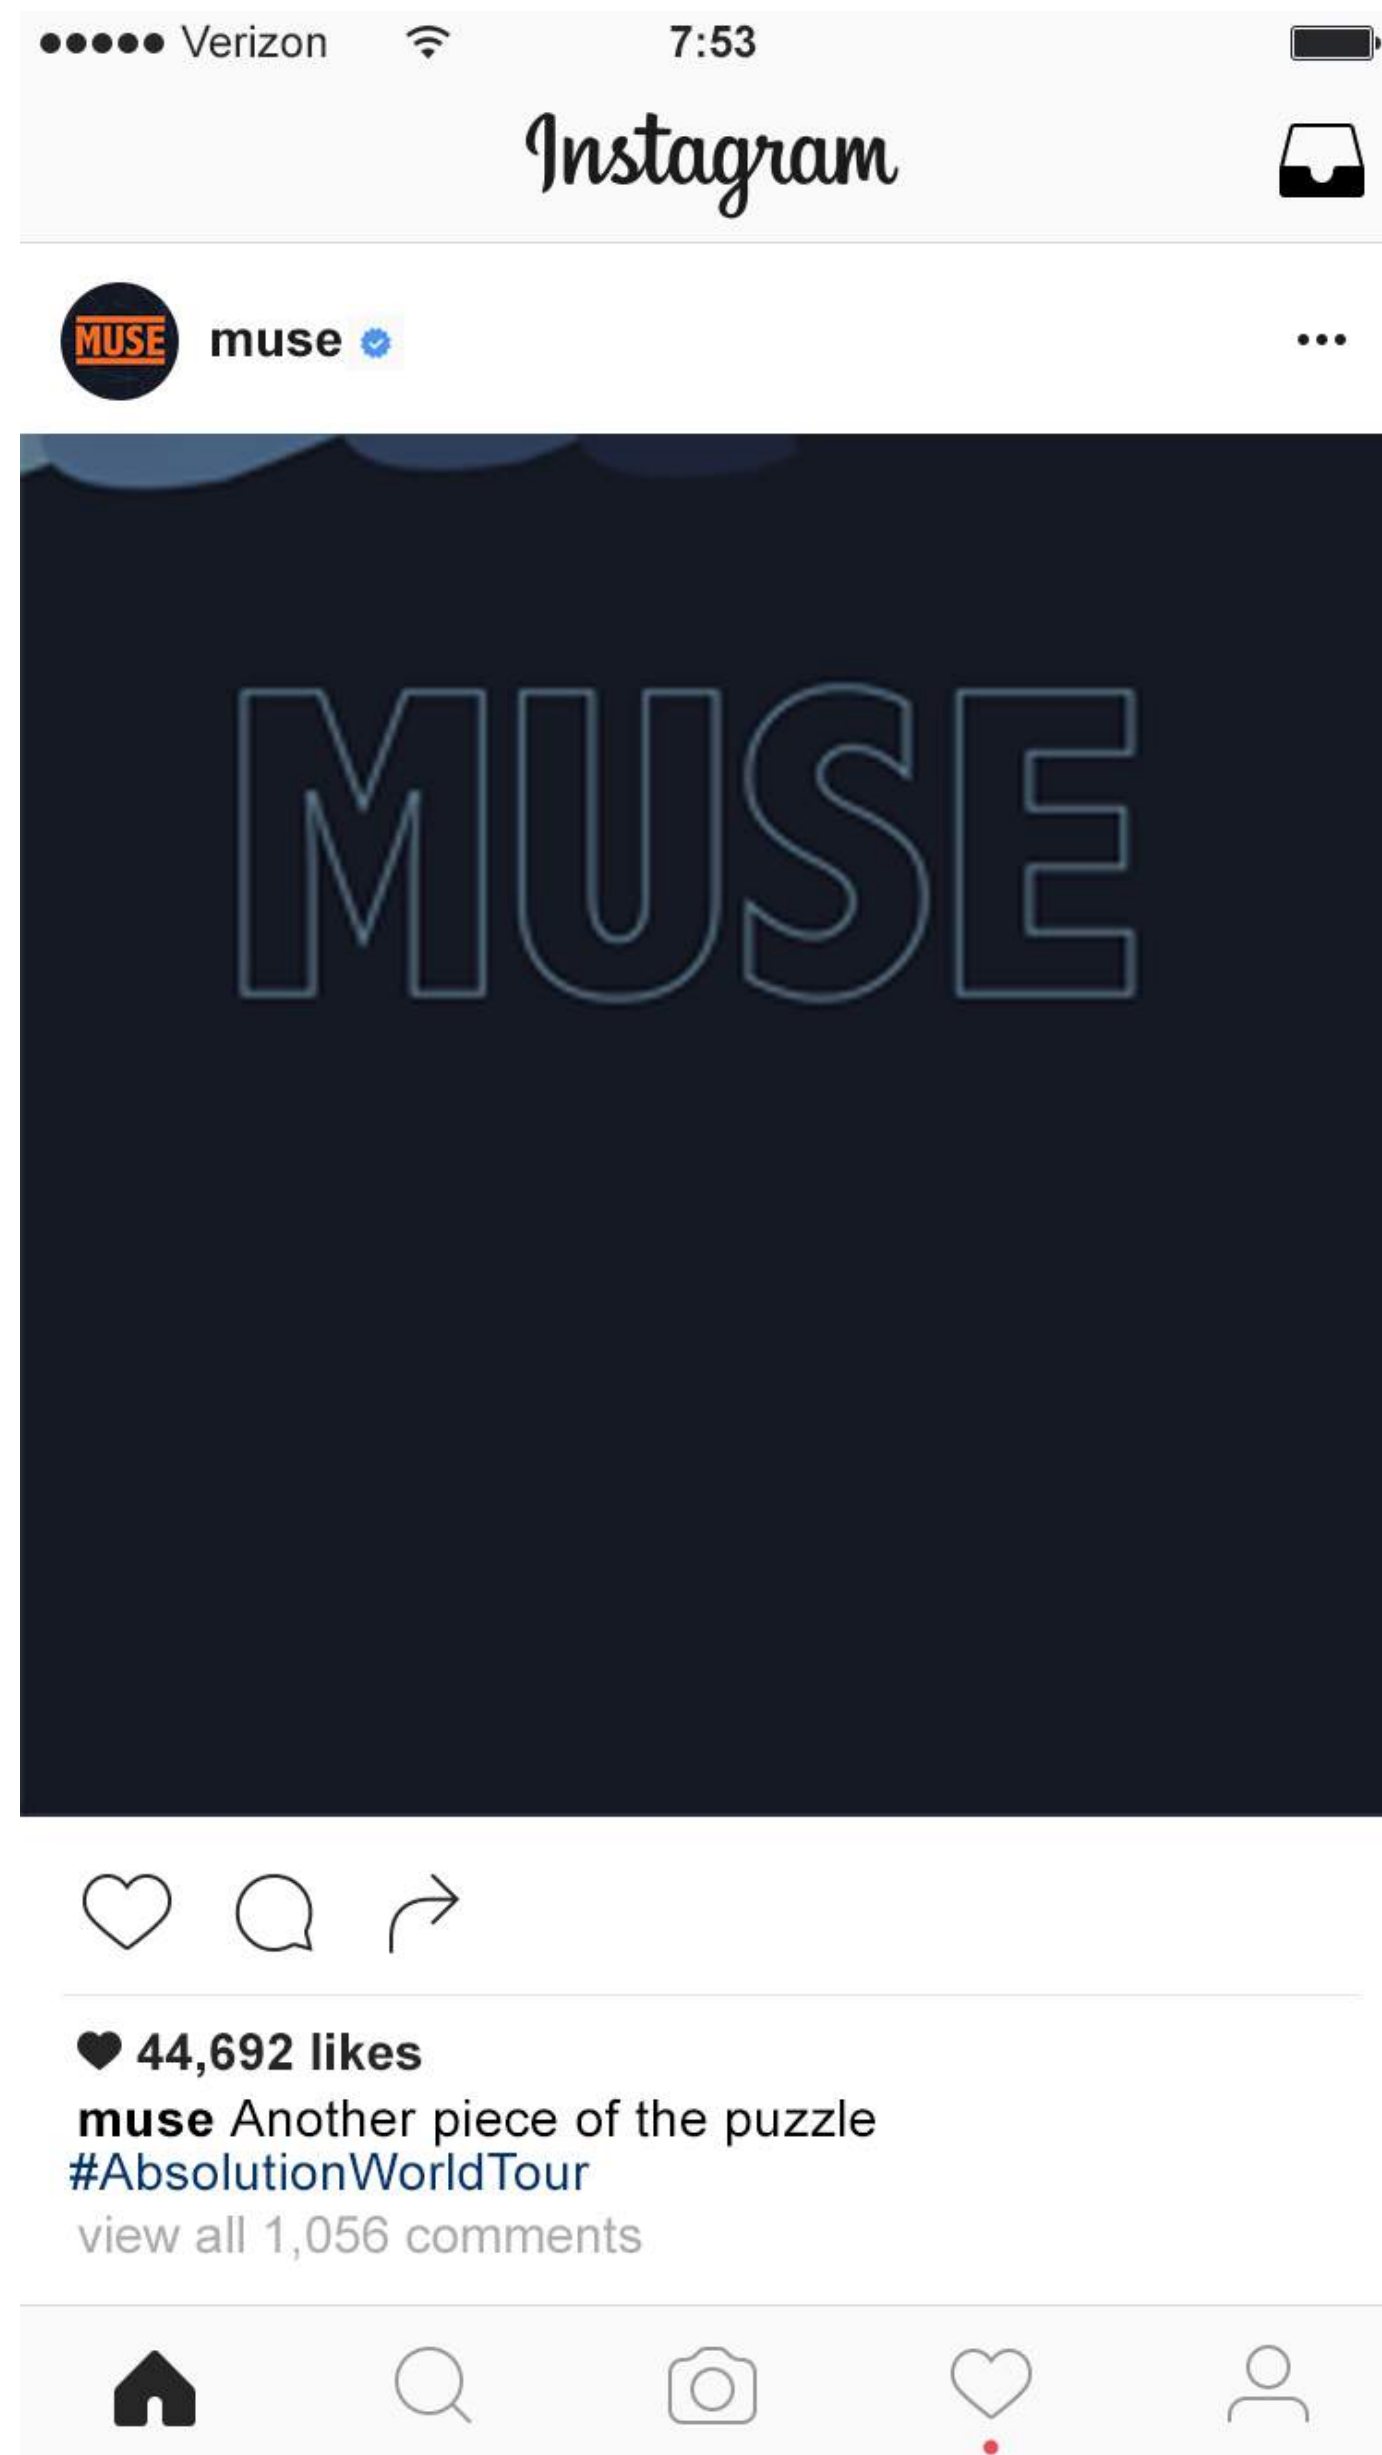 Verizon 7:53
Instagram
MUSE muse
MUSE
44,692 likes
muse Another piece of the puzzle
#AbsolutionWorldTour
view all 1,056 comments